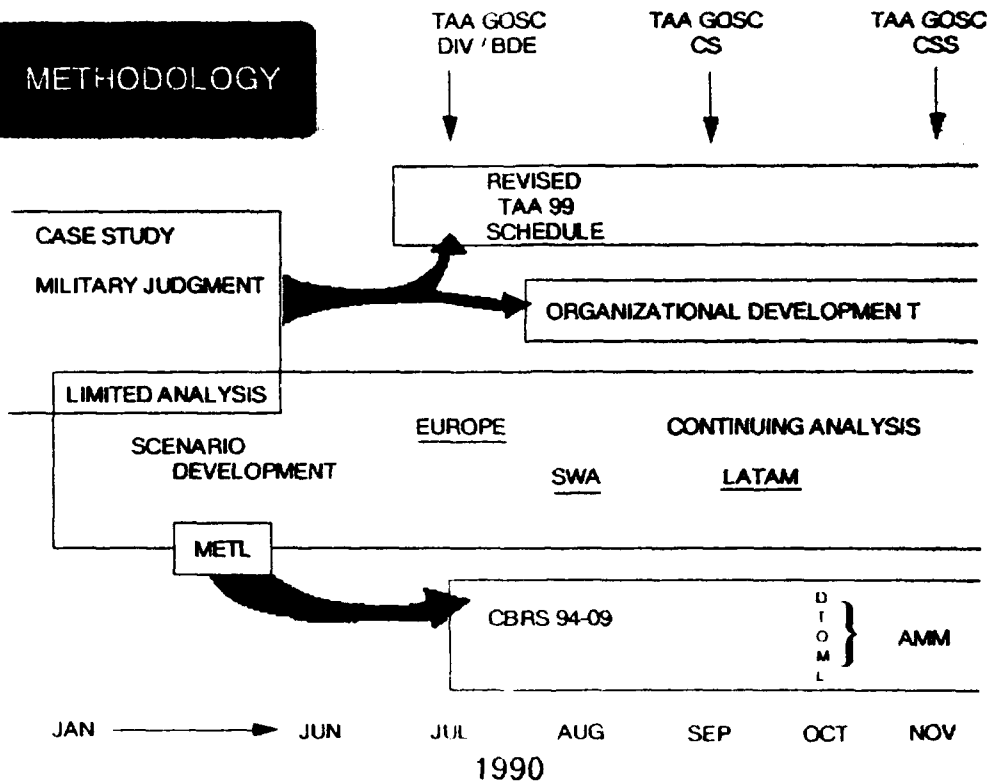 TAA GOSC
DIV / BDE
TAA GOSC
CS
TAA GOSC
CSS
METHODOLOGY
REVISED
TAA 99
SCHEDULE
CASE STUDY
MILITARY JUDGMENT
ORGANIZATIONAL DEVELOPMEN T
LIMITED ANALYSIS
SCENARIO
DEVELOPMENT
EUROPE
CONTINUING ANALYSIS
SWA
LATAM
METL
CBRS 94-09
D
T
O
M
L
}
AMM
JAN
JUN
JUL
AUG
SEP
OCT
NOV
1990